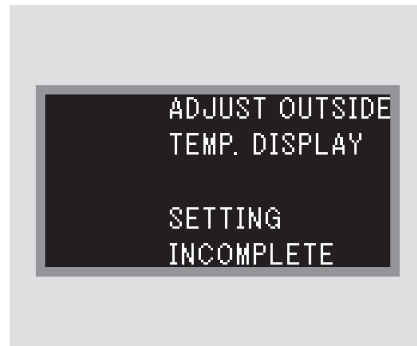 ADJUST OUTSIDE
TEMP. DISPLAY
SETTING
INCOMPLETE